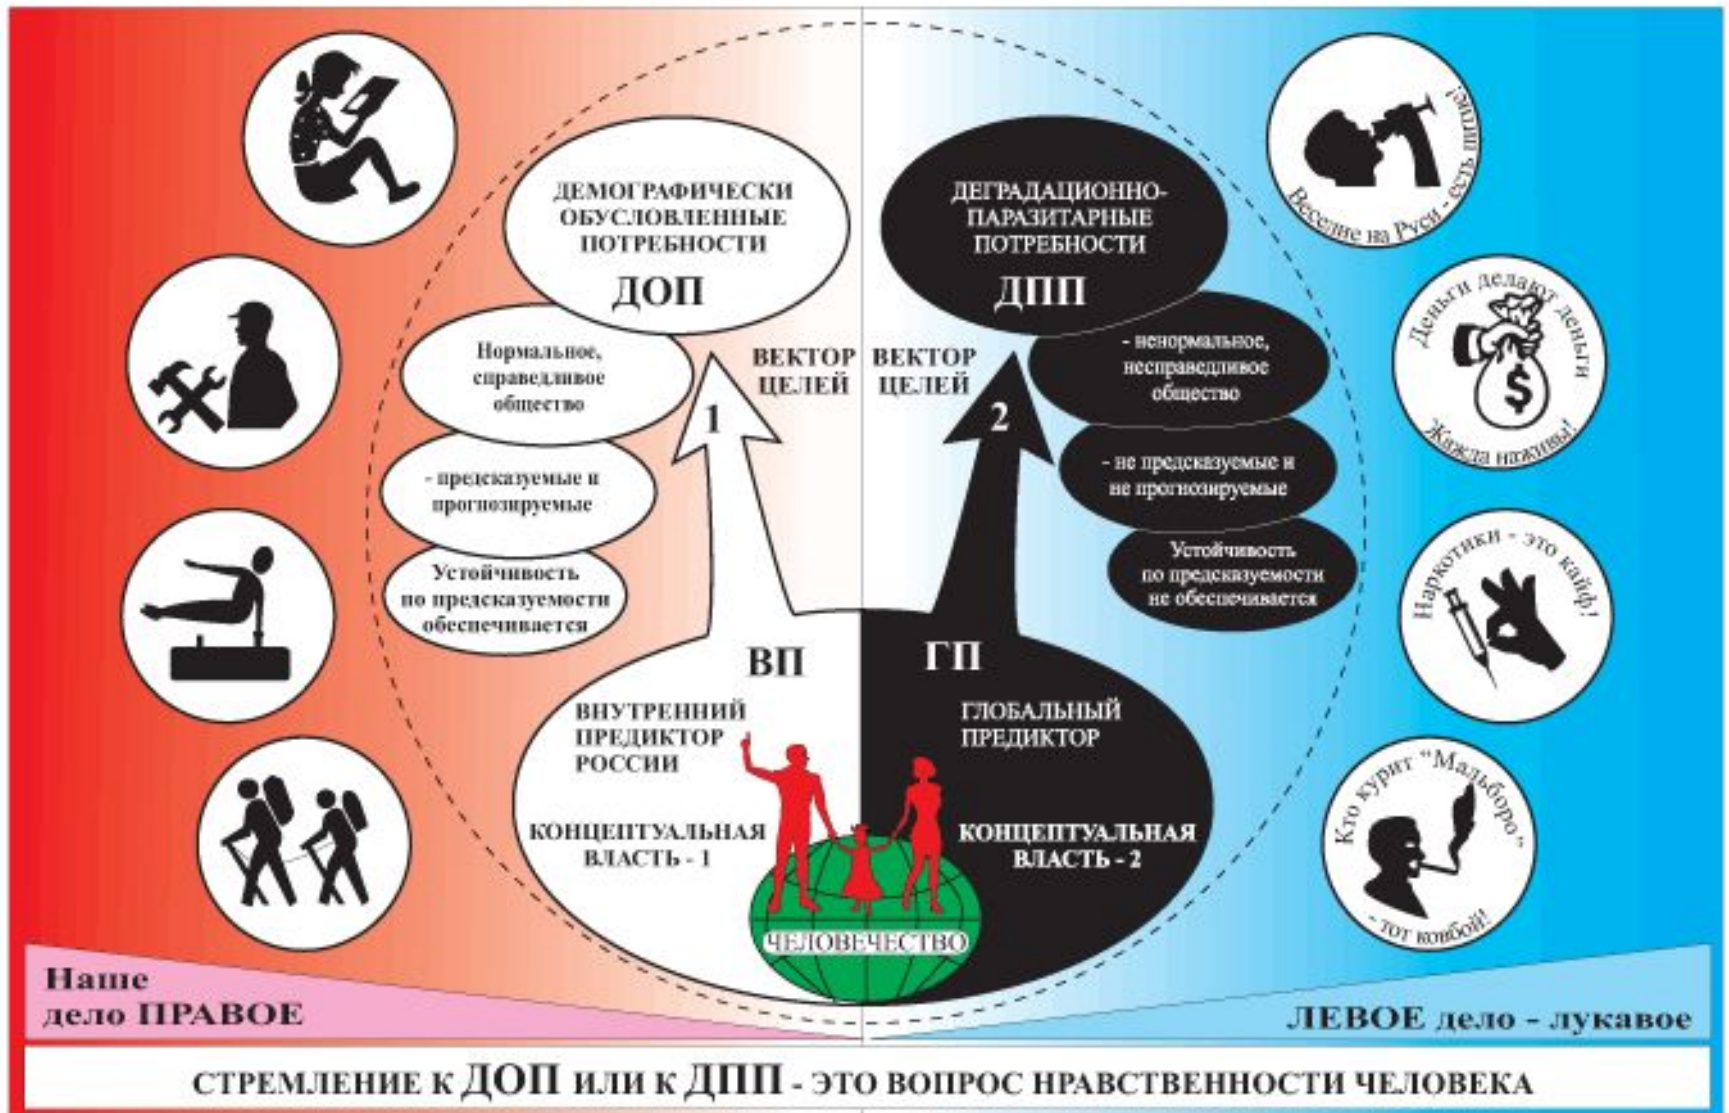 ДЕМОГРАФИЧЕСКИ
ОБУСЛОВЛЕННЫЕ
ПОТРЕБНОСТИ
ДОП
Нормальное,
справедливое
общество
- предсказуемые и
прогнозируемые
Устойчивость
по предсказуемости
обеспечивается
ВЕКТОР
ЦЕЛЕЙ
1
ВП
ВНУТРЕННИЙ
ПРЕДИКТОР
РОССИИ
КОНЦЕПТУАЛЬНАЯ
ВЛАСТЬ - 1
ДЕГРАДАЦИОННО-
ПАРАЗИТАРНЫЕ
ПОТРЕБНОСТИ
ДПП
- ненормальное,
несправедливое
общество
- не предсказуемые и
не прогнозируемые
Устойчивость
по предсказуемости
не обеспечивается
ВЕКТОР
ЦЕЛЕЙ
2
ГП
ГЛОБАЛЬНЫЙ
ПРЕДИКТОР
КОНЦЕПТУАЛЬНАЯ
ВЛАСТЬ - 2
ЧЕЛОВЕЧЕСТВО
Веселие на Руси - есть питие!
Деньги делают деньги
$
Жажда наживы!
Наркотики - это кайф!
Кто курит "Мальборо"
- тот ковбой!
Наше
дело ПРАВОЕ
ЛЕВОЕ дело - лукавое
СТРЕМЛЕНИЕ К ДОП ИЛИ К ДПП - ЭТО ВОПРОС НРАВСТВЕННОСТИ ЧЕЛОВЕКА